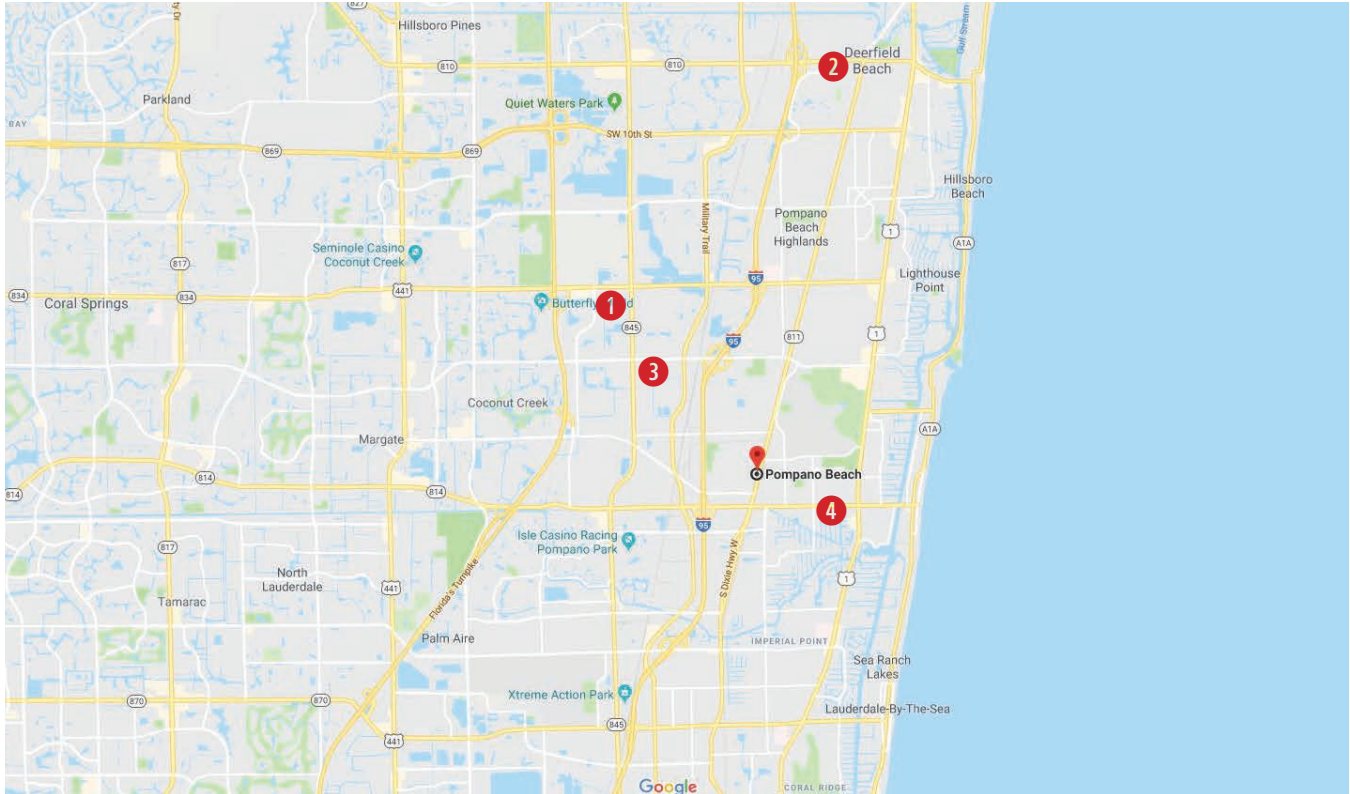 827
Hillsboro Pines
Gulf Stream
Deerfield
Beach
2
810
810
Parkland
Quiet Waters Park
BAY
SW 10th St
869
869
Hillsboro
Beach
Military Trail
Pompano
Beach
Highlands
1
A1A
Seminole Casino
Coconut Creek
817
95
Lighthouse
Point
834
Coral Springs
834
441
Butterfly
1
845
1
95
811
3
Coconut Creek
A1A
Margate
Pompano Beach
814
814
814
4
95
Isle Casino Racing
Pompano Park
817
North
Lauderdale
441
1
S Dixie Hwy W
Tamarac
Florida's Turnpike
Palm Aire
IMPERIAL POINT
Sea Ranch
Lakes
Xtreme Action Park
870
870
Lauderdale-By-The-Sea
845
441
Google
CORAL RIDGE